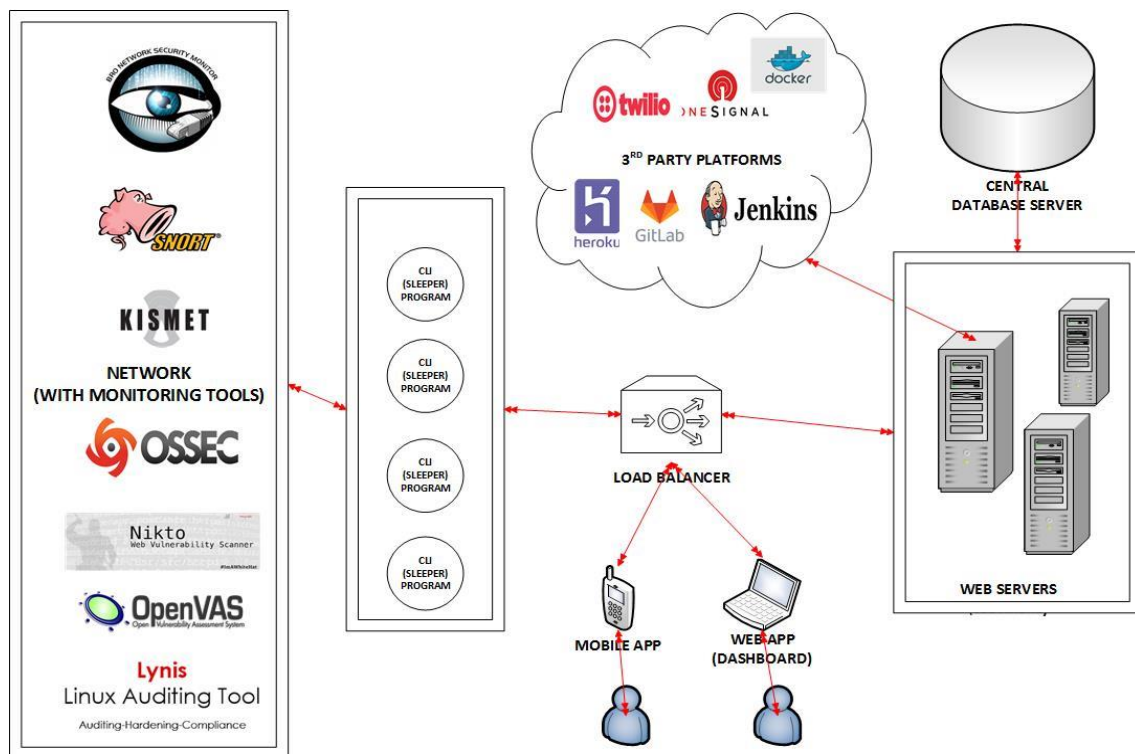 BRO NETWORK SECURITY MONITOR
SNORT®
KISMET
NETWORK
(WITH MONITORING TOOLS)
OSSEC
Nikto
Web Vulnerability Scanner
OpenVAS
Open Vulnerability Assessment System
Lynis
Linux Auditing Tool
Auditing-Hardening-Compliance
CLI
(SLEEPER)
PROGRAM
CLI
(SLEEPER)
PROGRAM
CLI
(SLEEPER)
PROGRAM
CLI
(SLEEPER)
PROGRAM
docker
twilio
NESIGNAL
3RD PARTY PLATFORMS
heroku
GitLab
Jenkins
LOAD BALANCER
MOBILE APP
WEB APP
(DASHBOARD)
CENTRAL
DATABASE SERVER
WEB SERVERS